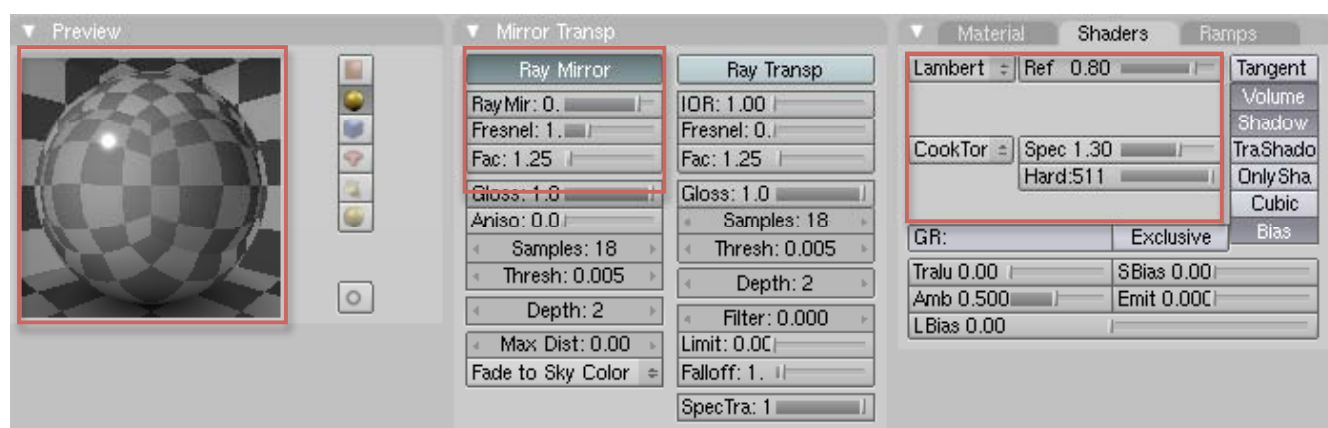 Preview
Mirror Transp
Ray Mirror
RayMir: 0.
Fresnel: 1.
Fac: 1.25
Gloss: 1.0
Aniso: 0.0
Samples: 18
Thresh: 0.005
Depth: 2
Max Dist: 0.00
Fade to Sky Color
Ray Transp
IOR: 1.00
Fresnel: 0.
Fac: 1.25
Gloss: 1.0
Samples: 18
Thresh: 0.005
Depth: 2
Filter: 0.000
Limit: 0.00
Falloff: 1.
SpecTra: 1
Material Shaders Ramps
Lambert Ref 0.80
CookTor Spec 1.30
Hard:511
GR: Exclusive
Tralu 0.00 SBias 0.00
Amb 0.500 Emit 0.000
LBias 0.00
Tangent
Volume
Shadow
TraShado
OnlySha
Cubic
Bias